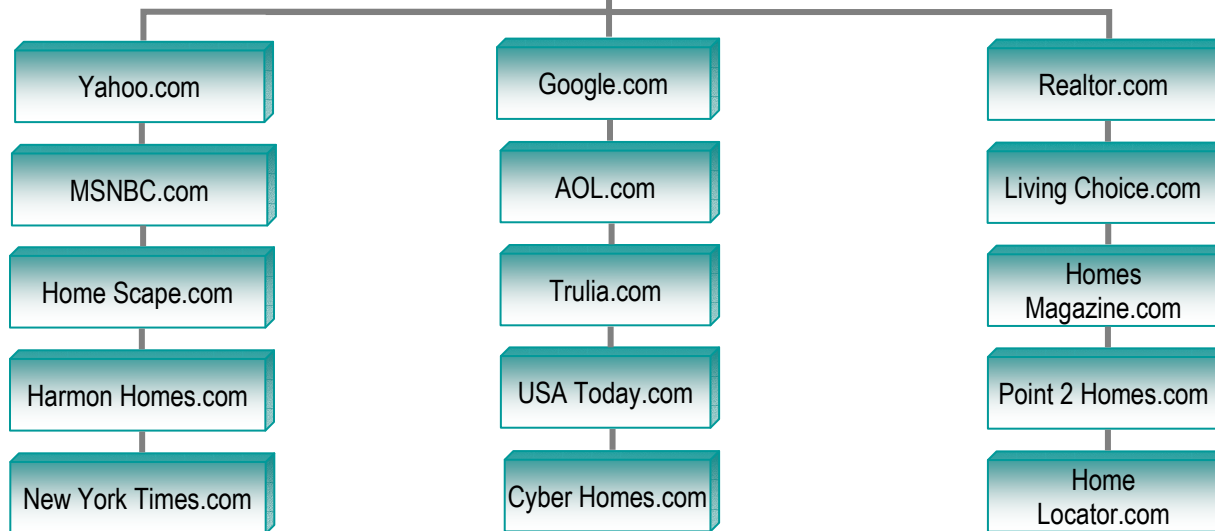 Yahoo.com
MSNBC.com
Home Scape.com
Harmon Homes.com
New York Times.com
Google.com
AOL.com
Trulia.com
USA Today.com
Cyber Homes.com
Realtor.com
Living Choice.com
Homes
Magazine.com
Point 2 Homes.com
Home
Locator.com